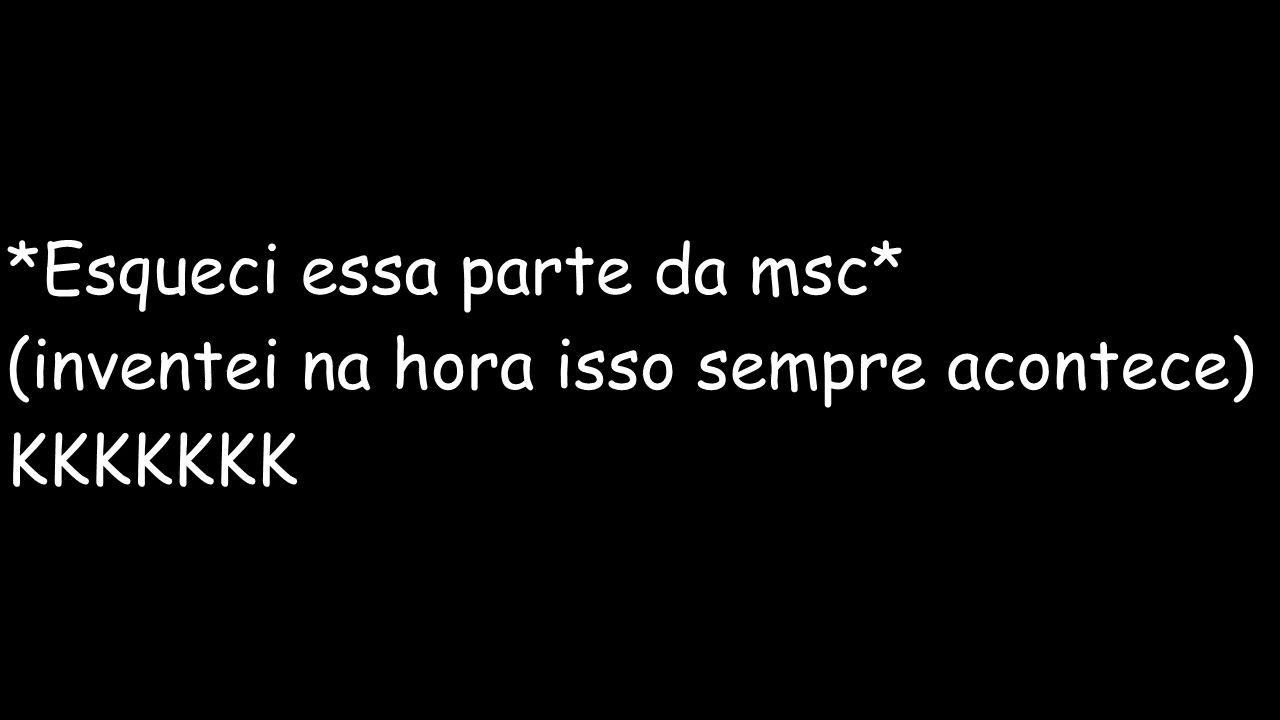 *Esqueci essa parte da msc*
(inventei na hora isso sempre acontece)
KKKKKKK